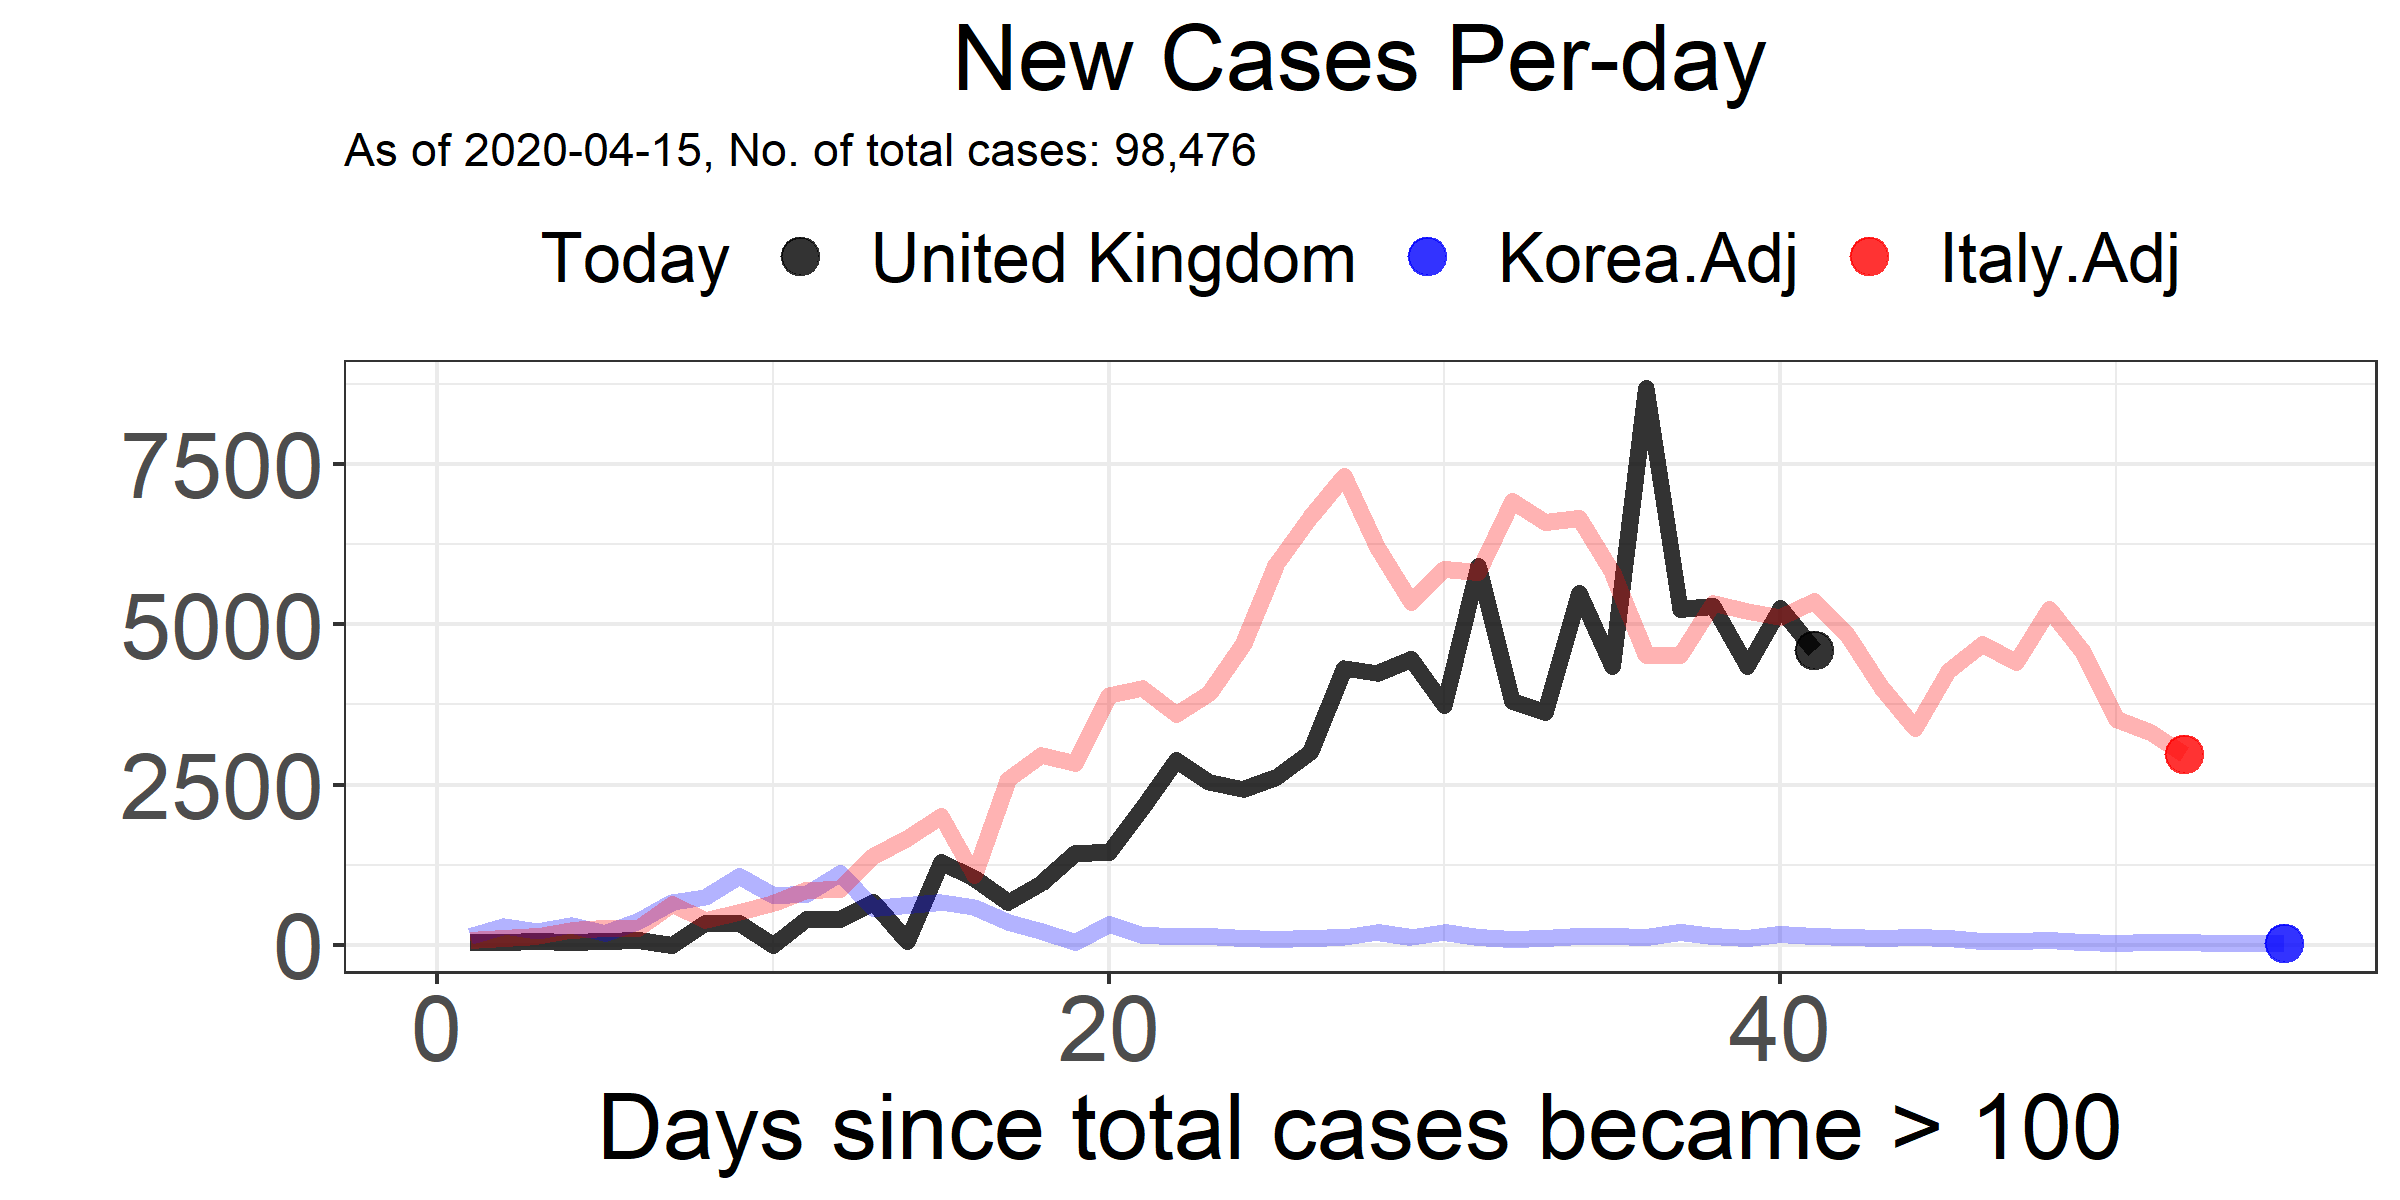 New Cases Per-day
As of 2020-04-15, No. of total cases: 98,476
Today United Kingdom Korea.Adj Italy.Adj
7500
5000
2500
0
0 20 40
Days since total cases became > 100